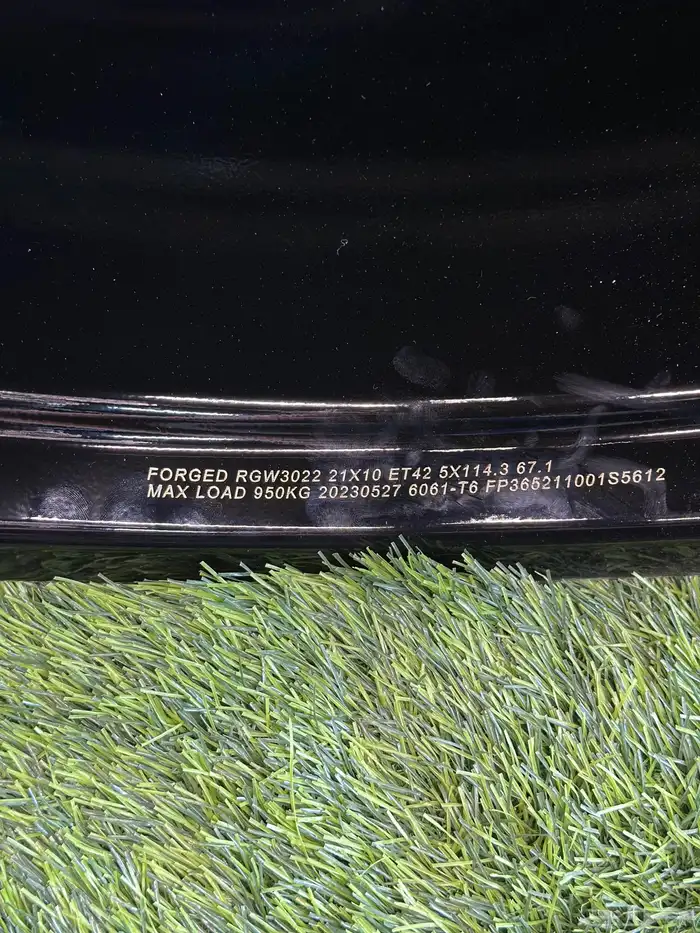 FORGED RGW3022 21X10 ET42 5X114.3 67.1
MAX LOAD 950KG 20230527 6061-T6 FP365211001S5612